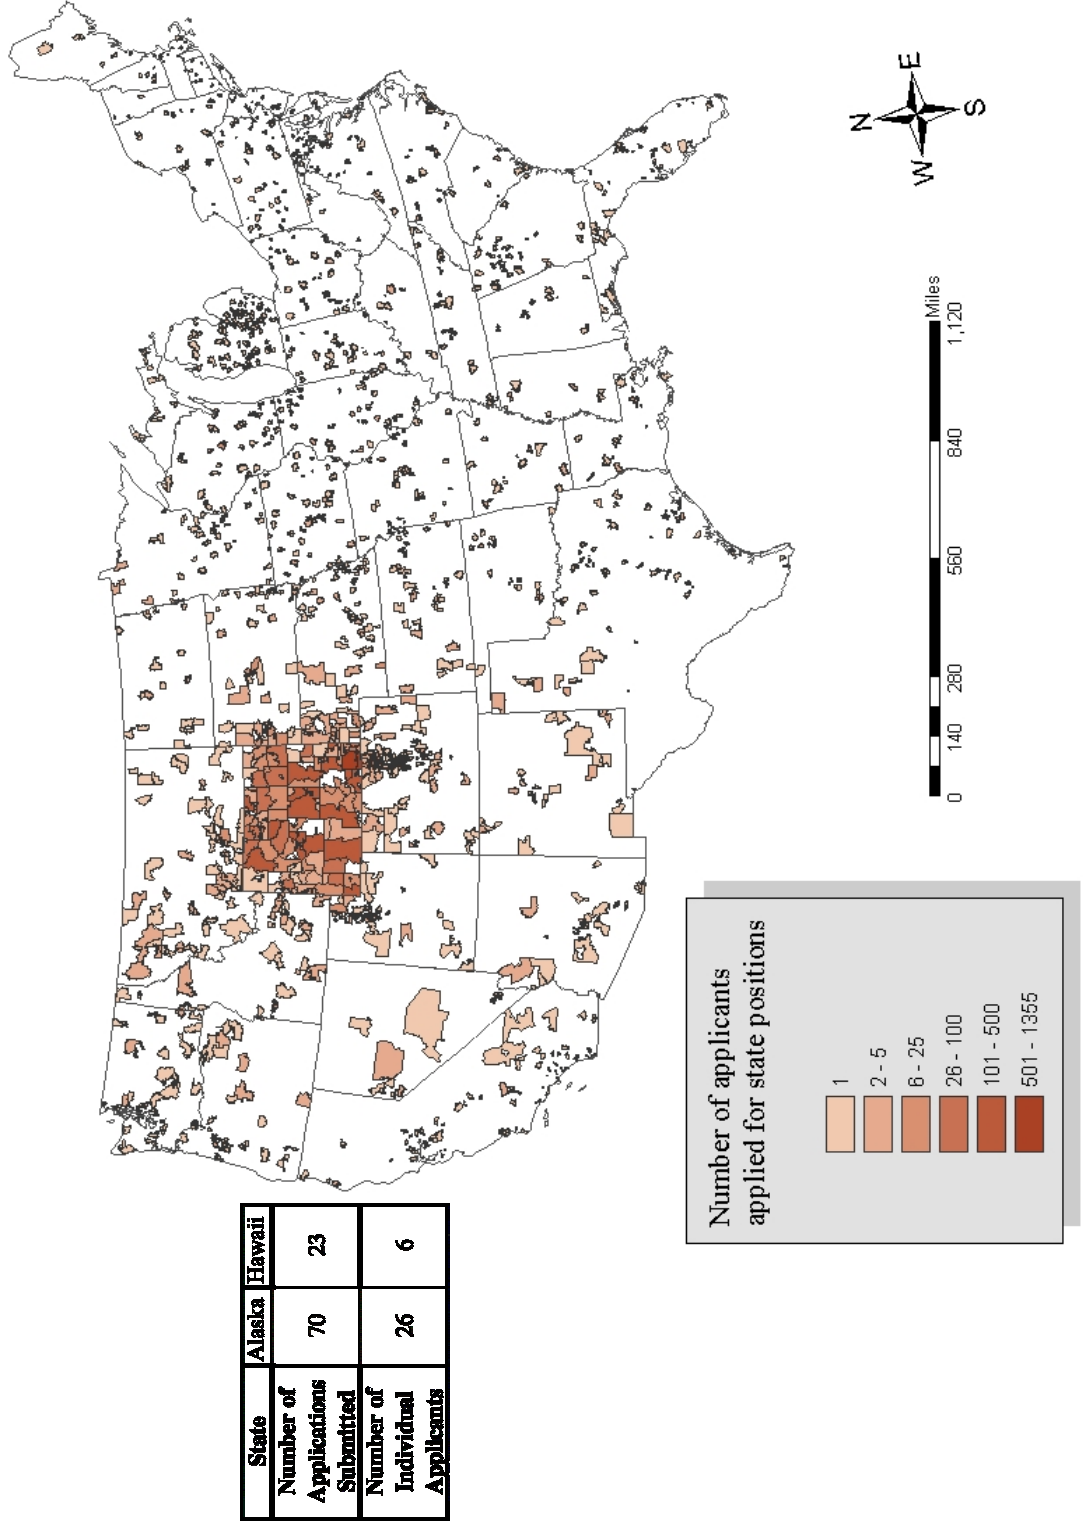 State Alaska Hawaii
Number of
Applications
Submitted
70 23
Number of
Individual
Applicants
26 6
Number of applicants
applied for state positions
1
2 - 5
6 - 25
26 - 100
101 - 500
501 - 1355
0 140 280 560 840 1,120
Miles
N
W E
S